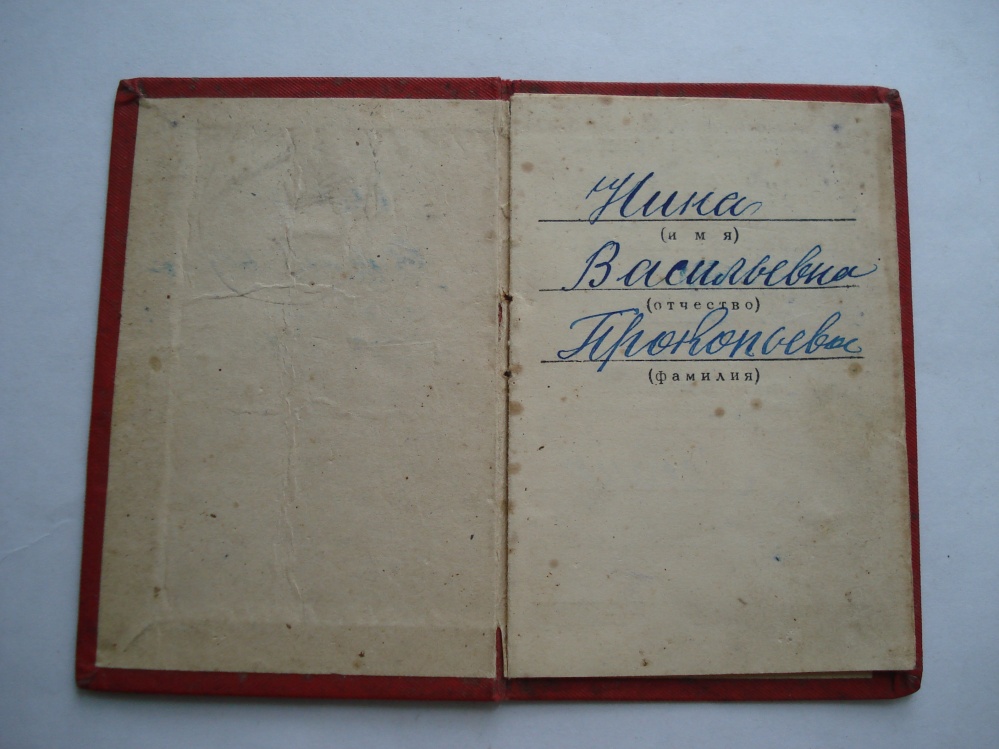 Нина
(имя)
Васильевна
(отчество)
Прокопьева
(фамилия)